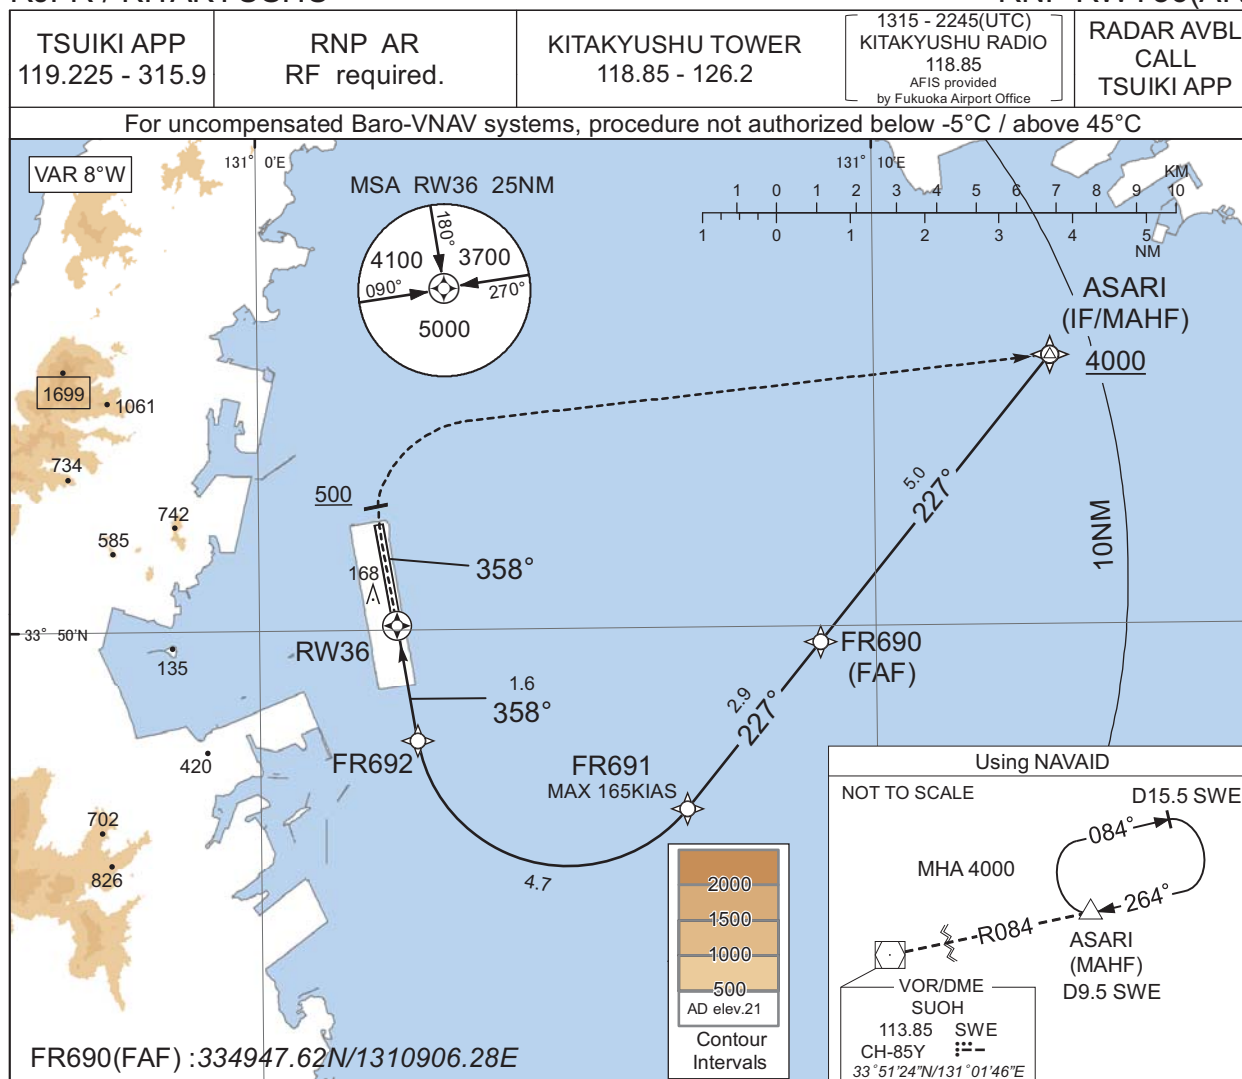 TSUIKI APP
119.225 - 315.9
RNP AR
RF required.
KITAKYUSHU TOWER
118.85 - 126.2
1315 - 2245(UTC)
KITAKYUSHU RADIO
118.85
AFIS provided
by Fukuoka Airport Office
RADAR AVBL
CALL
TSUIKI APP
For uncompensated Baro-VNAV systems, procedure not authorized below -5°C / above 45°C
VAR 8°W
131° 0'E
131° 10'E
MSA RW36 25NM
180°
4100
3700
090°
270°
5000
KM
1 0 1 2 3 4 5 6 7 8 9 10
1 0 1 2 3 4 5
NM
ASARI
(IF/MAHF)
4000
1699
1061
734
742
585
500
168
358°
5.0
227°
10NM
33° 50'N
135
RW36
FR690
(FAF)
1.6
358°
2.9
227°
420
FR692
FR691
MAX 165KIAS
702
826
4.7
2000
1500
1000
500
AD elev.21
Contour
Intervals
Using NAVAID
NOT TO SCALE
D15.5 SWE
084°
MHA 4000
264°
R084
ASARI
(MAHF)
D9.5 SWE
VOR/DME
SUOH
113.85 SWE
CH-85Y
33°51'24"N/131°01'46"E
FR690(FAF) :334947.62N/1310906.28E